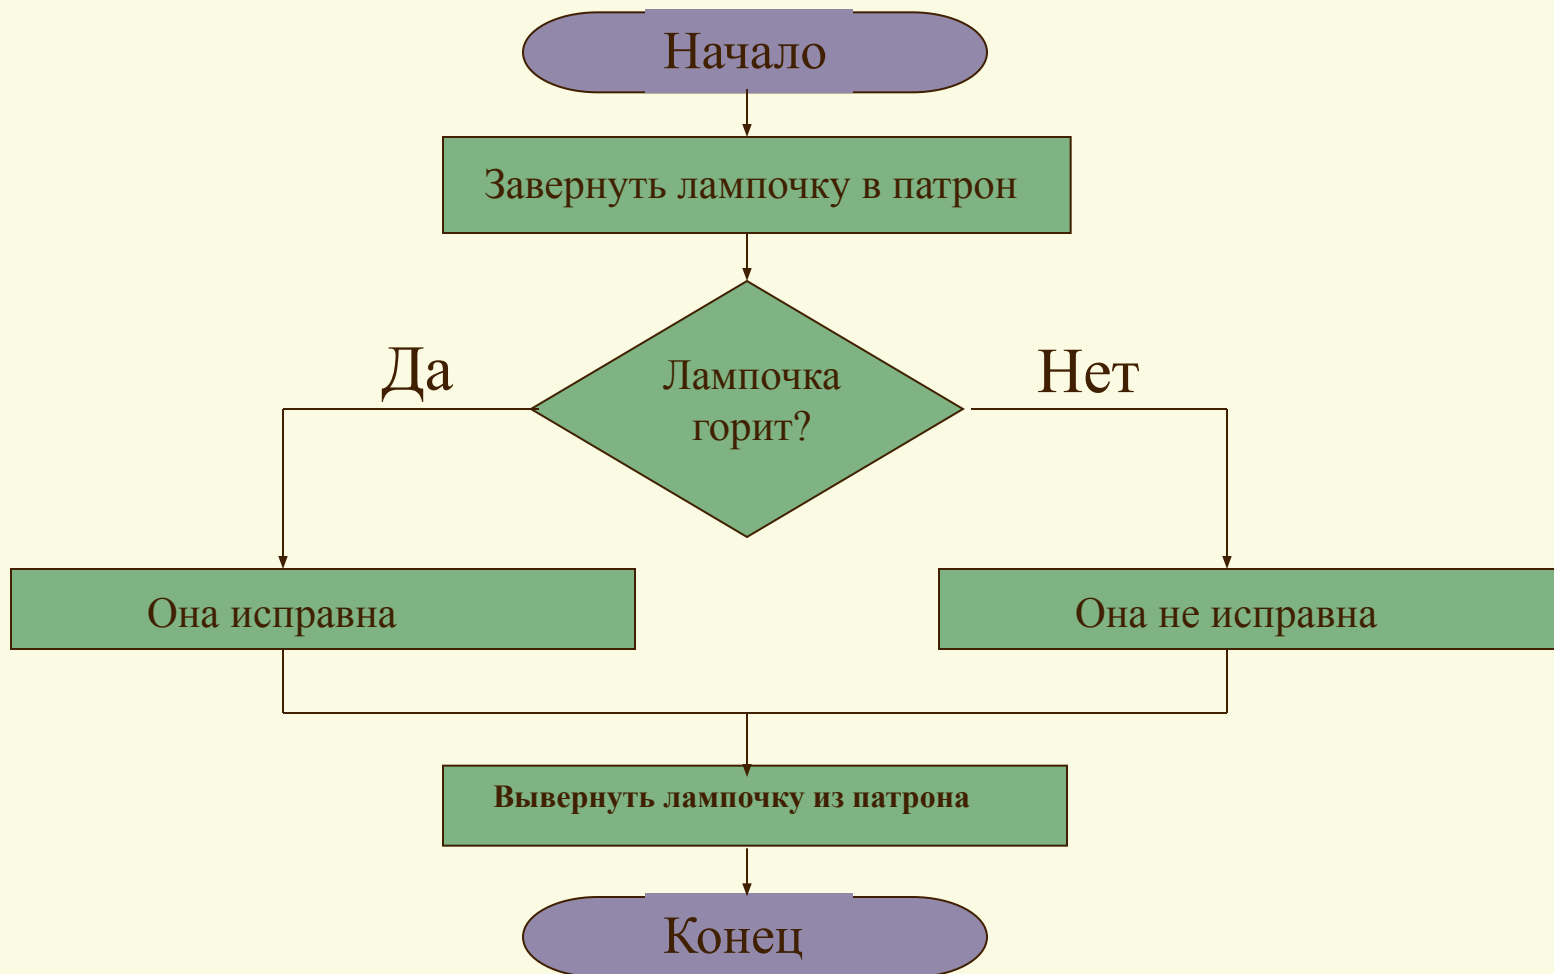 Начало
Завернуть лампочку в патрон
Да
Лампочка
горит?
Нет
Она исправна
Она не исправна
Вывернуть лампочку из патрона
Конец